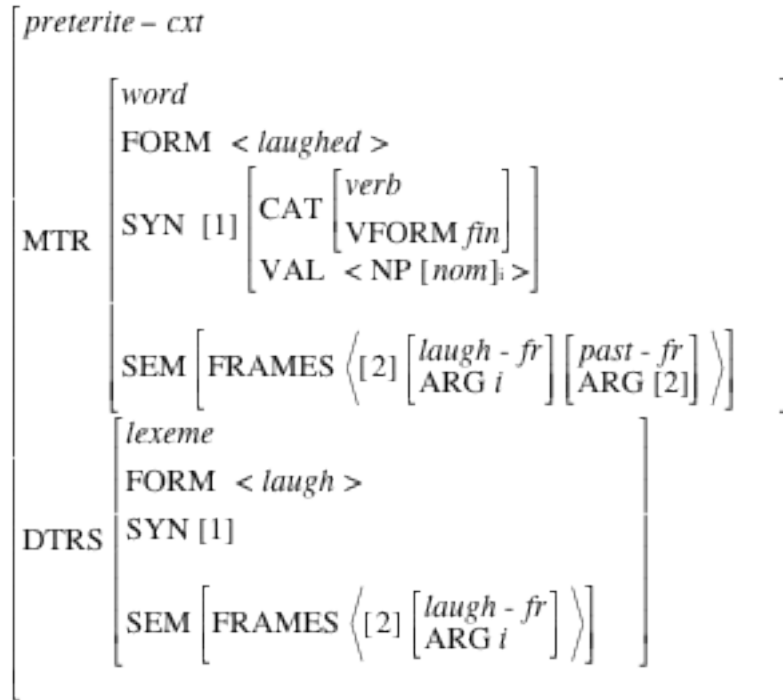 preterite – cxt
word
FORM < laughed >
MTR SYN [1] CAT verb
VFORM fin
VAL < NP [nom]i >
SEM FRAMES ⟨[2] [laugh - fr ARG i] [past - fr ARG [2]]⟩
lexeme
FORM < laugh >
DTRS SYN [1]
SEM FRAMES ⟨[2] [laugh - fr ARG i]⟩